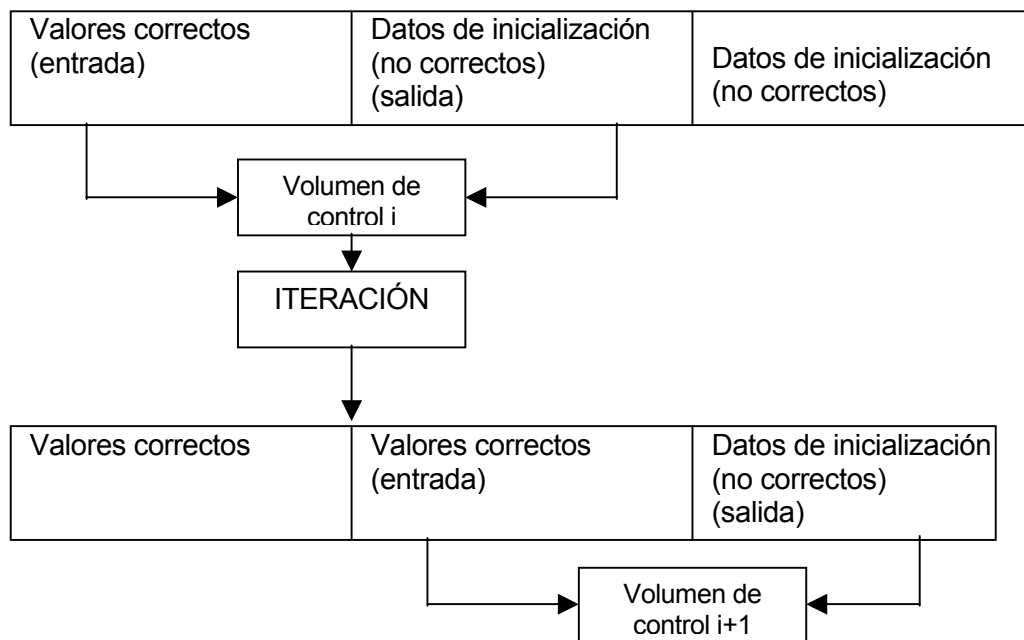 Valores correctos
(entrada)
Datos de inicialización
(no correctos)
(salida)
Datos de inicialización
(no correctos)
Volumen de
control i
ITERACIÓN
Valores correctos
Valores correctos
(entrada)
Datos de inicialización
(no correctos)
(salida)
Volumen de
control i+1